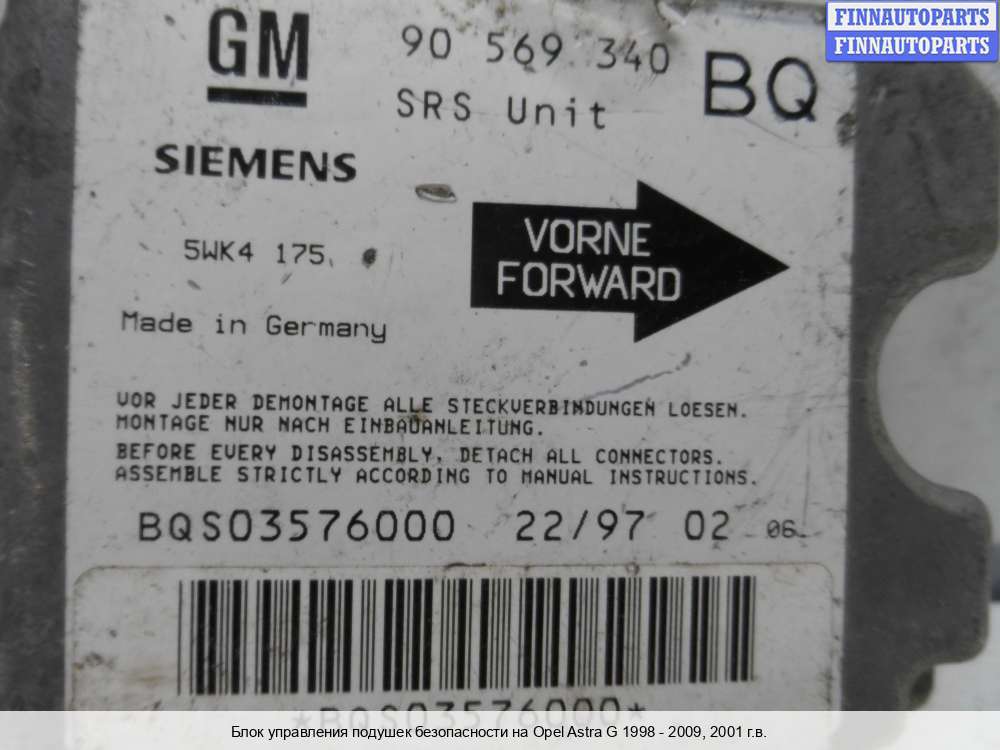 FINNAUTOPARTS
FINNAUTOPARTS
GM
90 569 340
BQ
SRS Unit
SIEMENS
VORNE
FORWARD
5WK4 175
Made in Germany
VOR JEDER DEMONTAGE ALLE STECKVERBINDUNGEN LOESEN.
MONTAGE NUR NACH EINBAUANLEITUNG.
BEFORE EVERY DISASSEMBLY, DETACH ALL CONNECTORS.
ASSEMBLE STRICTLY ACCORDING TO MANUAL INSTRUCTIONS.
BQS03576000 22/97 02 06
*BQS03576000*
Блок управления подушек безопасности на Opel Astra G 1998 - 2009, 2001 г.в.